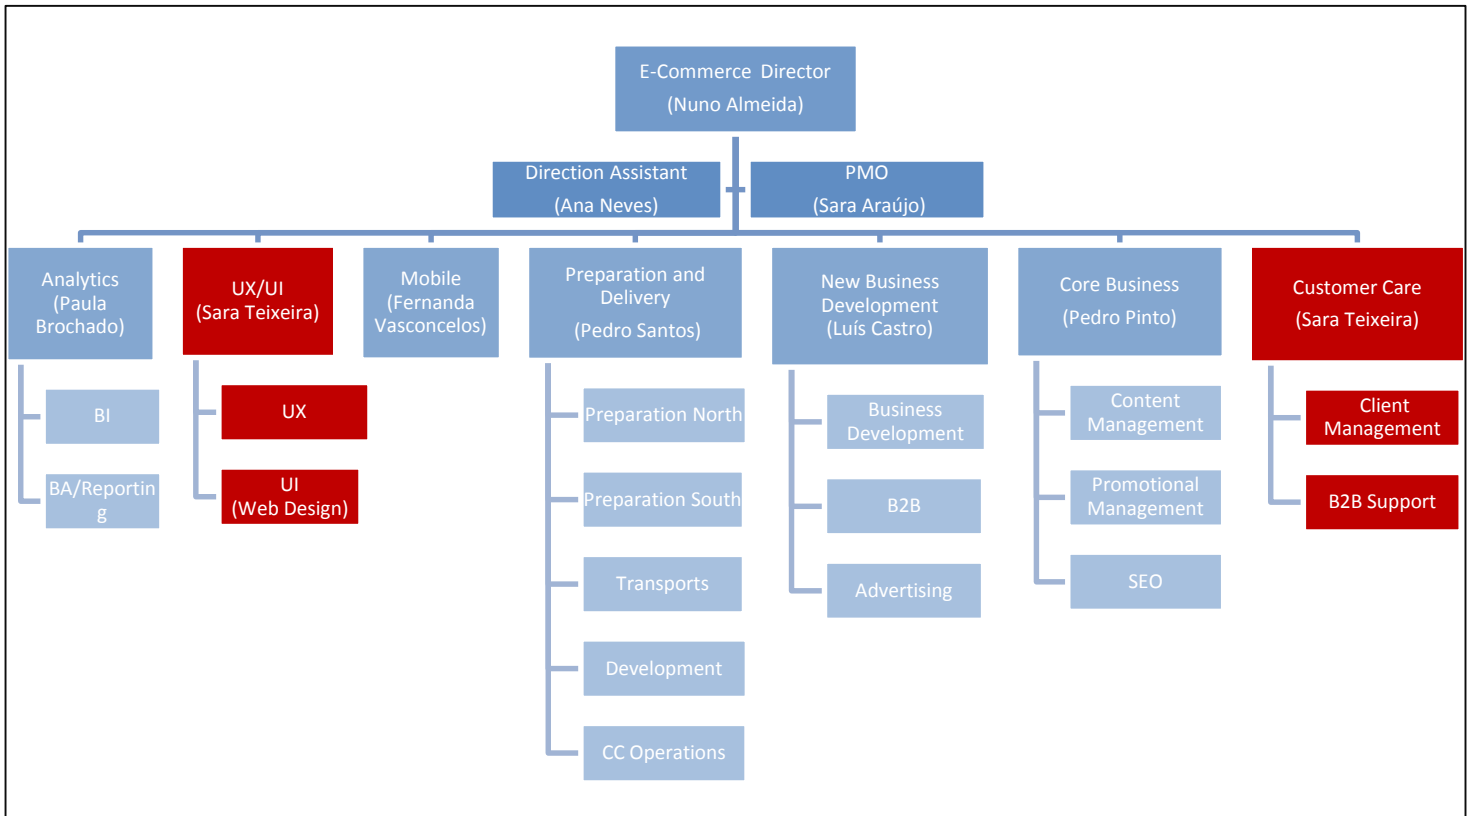 E-Commerce Director
(Nuno Almeida)
Direction Assistant
(Ana Neves)
PMO
(Sara Araújo)
Analytics
(Paula
Brochado)
UX/UI
(Sara Teixeira)
Mobile
(Fernanda
Vasconcelos)
Preparation and
Delivery
(Pedro Santos)
New Business
Development
(Luís Castro)
Core Business
(Pedro Pinto)
Customer Care
(Sara Teixeira)
BI
BA/Reportin
g
UX
UI
(Web Design)
Preparation North
Preparation South
Transports
Development
CC Operations
Business
Development
B2B
Advertising
Content
Management
Promotional
Management
SEO
Client
Management
B2B Support